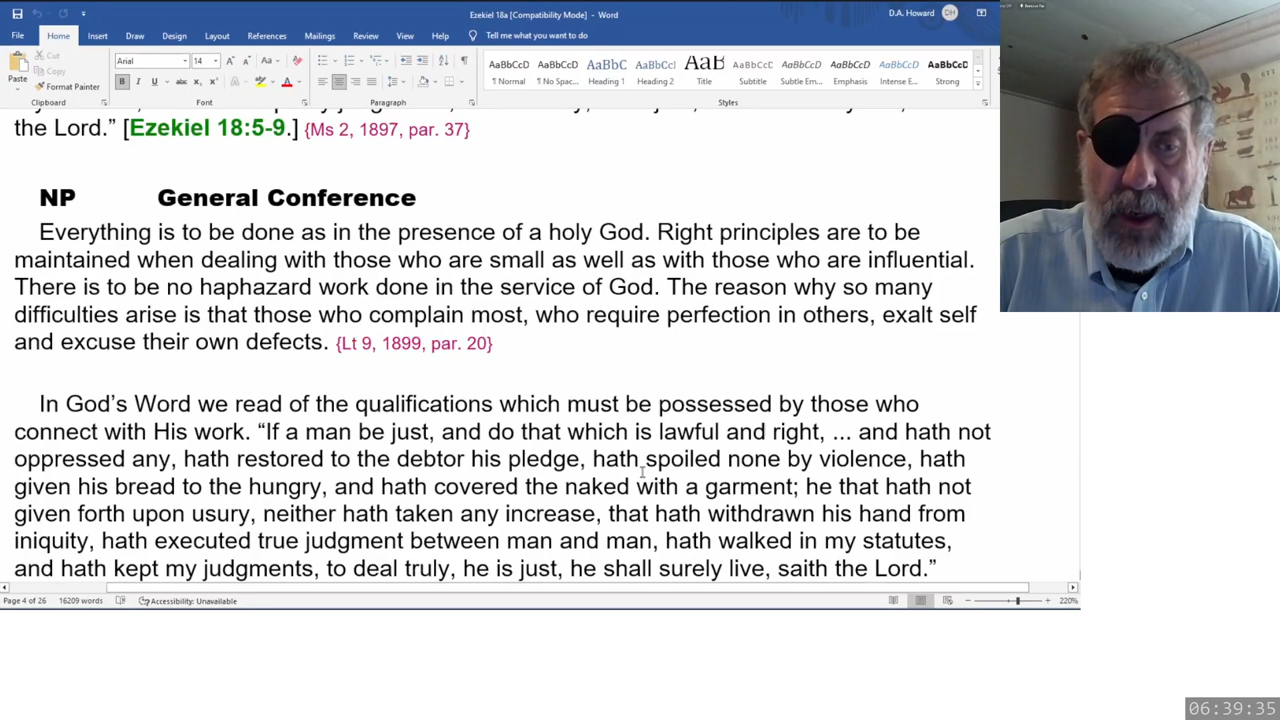 Ezekiel 18a [Compatibility Mode] - Word
D.A. Howard DH
File Home Insert Draw Design Layout References Mailings Review View Help Tell me what you want to do
Paste
Cut
Copy
Format Painter
Arial 14
AaBbCcD AaBbCcD AaBbC AaBbCc AaB AaBbCcD AaBbCcD AaBbCcD AaBbCcD AaBbCcD
¶ Normal ¶ No Spac... Heading 1 Heading 2 Title Subtitle Subtle Em... Emphasis Intense E... Strong
Clipboard Font Paragraph Styles
the Lord.” [Ezekiel 18:5-9.] {Ms 2, 1897, par. 37}
NP General Conference
Everything is to be done as in the presence of a holy God. Right principles are to be
maintained when dealing with those who are small as well as with those who are influential.
There is to be no haphazard work done in the service of God. The reason why so many
difficulties arise is that those who complain most, who require perfection in others, exalt self
and excuse their own defects. {Lt 9, 1899, par. 20}
In God’s Word we read of the qualifications which must be possessed by those who
connect with His work. “If a man be just, and do that which is lawful and right, ... and hath not
oppressed any, hath restored to the debtor his pledge, hath spoiled none by violence, hath
given his bread to the hungry, and hath covered the naked with a garment; he that hath not
given forth upon usury, neither hath taken any increase, that hath withdrawn his hand from
iniquity, hath executed true judgment between man and man, hath walked in my statutes,
and hath kept my judgments, to deal truly, he is just, he shall surely live, saith the Lord.”
Page 4 of 26 16209 words Accessibility: Unavailable 220%
06:39:35